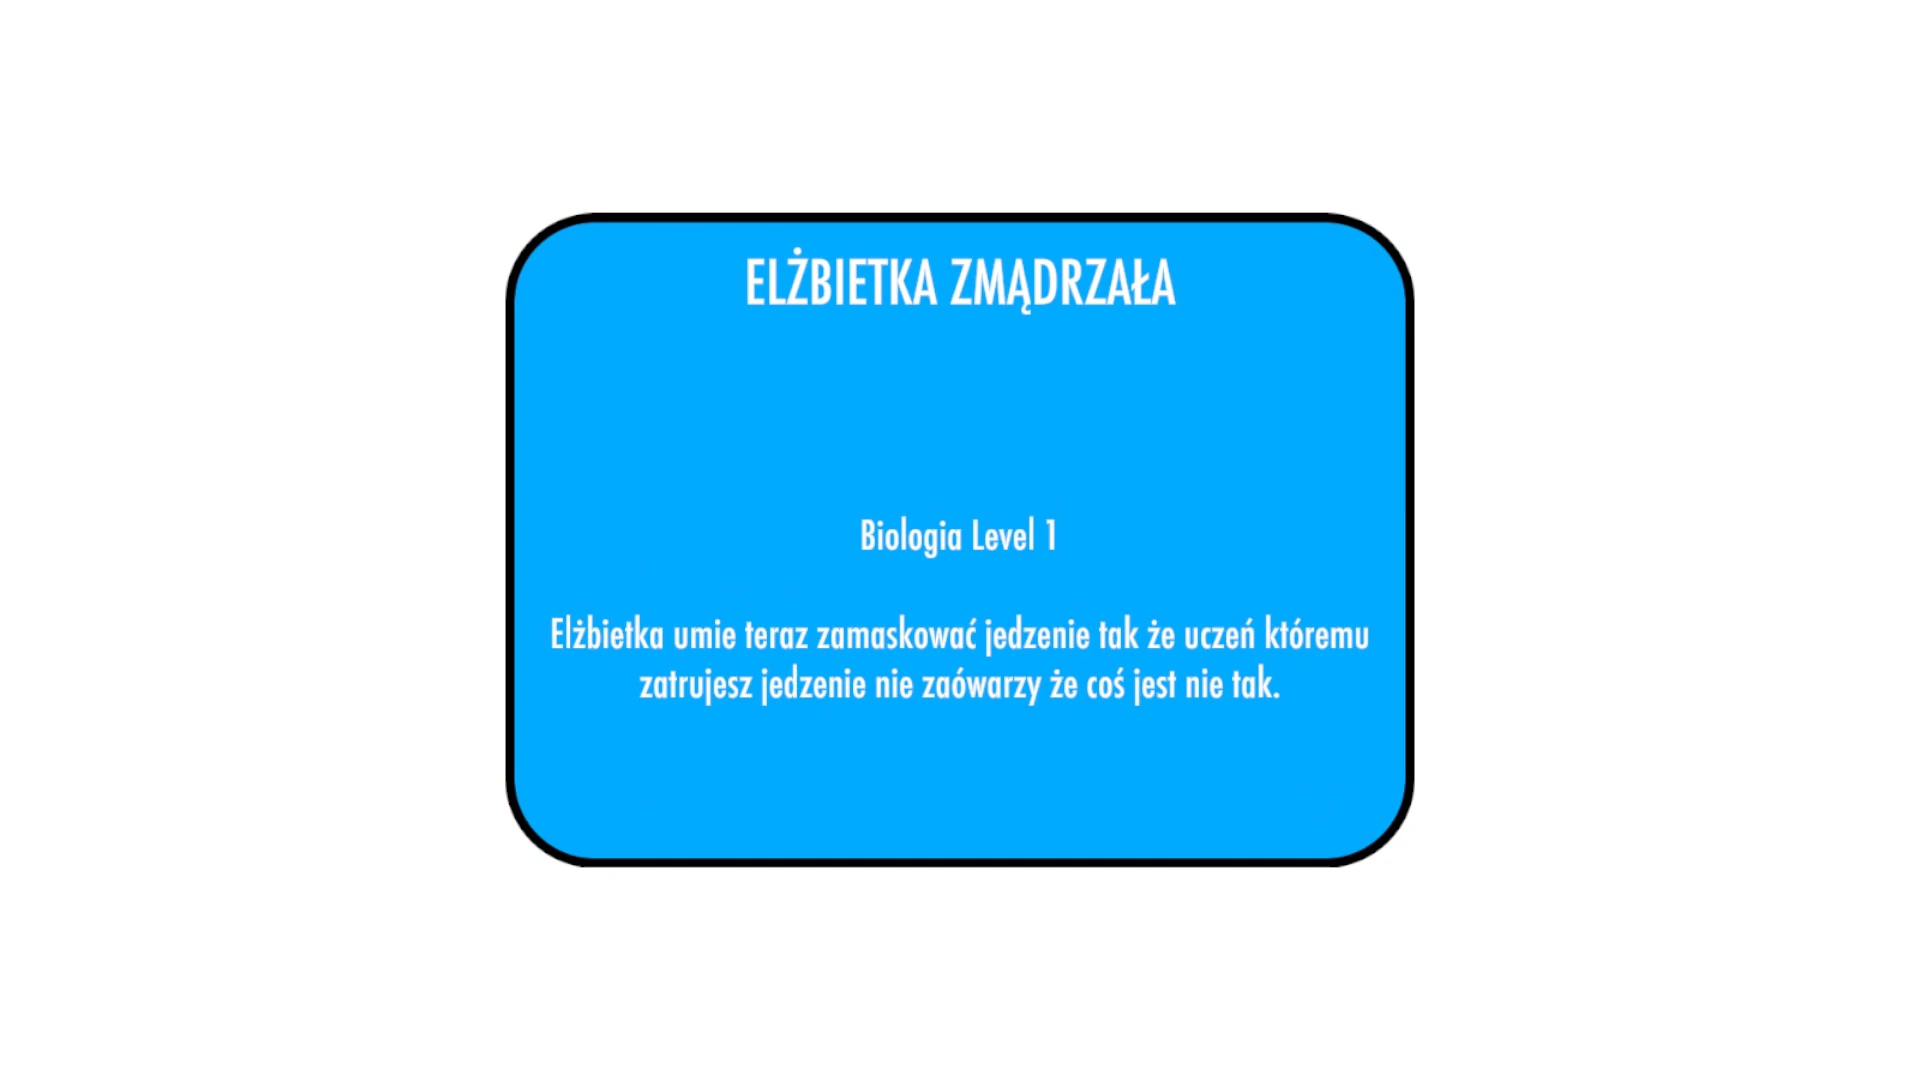 ELŻBIETKA ZMĄDRZAŁA
Biologia Level 1
Elżbietka umie teraz zamaskować jedzenie tak że uczeń któremu
zatrujesz jedzenie nie zaówarzy że coś jest nie tak.